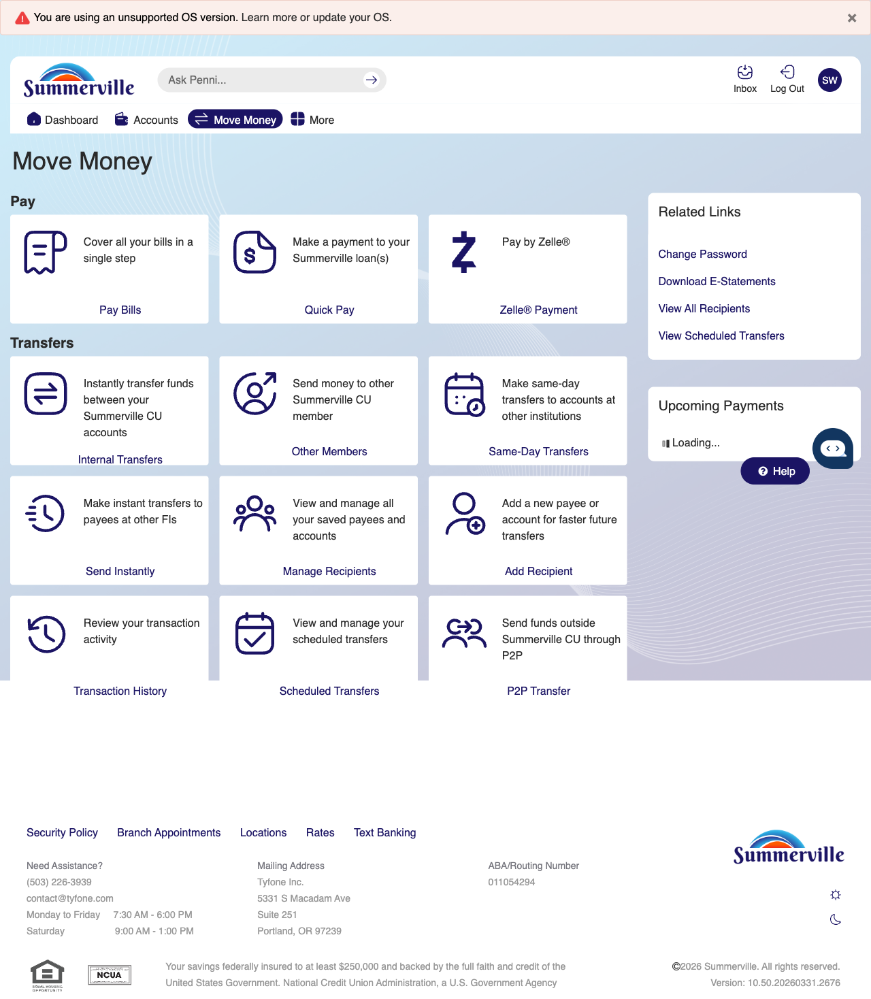 You are using an unsupported OS version. Learn more or update your OS.
Summerville
Ask Penni...
Inbox
Log Out
SW
Dashboard
Accounts
Move Money
More
Move Money
Pay
Cover all your bills in a
single step
Pay Bills
Make a payment to your
Summerville loan(s)
Quick Pay
Pay by Zelle®
Zelle® Payment
Transfers
Instantly transfer funds
between your
Summerville CU
accounts
Internal Transfers
Send money to other
Summerville CU
member
Other Members
Make same-day
transfers to accounts at
other institutions
Same-Day Transfers
Make instant transfers to
payees at other FIs
Send Instantly
View and manage all
your saved payees and
accounts
Manage Recipients
Add a new payee or
account for faster future
transfers
Add Recipient
Review your transaction
activity
Transaction History
View and manage your
scheduled transfers
Scheduled Transfers
Send funds outside
Summerville CU through
P2P
P2P Transfer
Related Links
Change Password
Download E-Statements
View All Recipients
View Scheduled Transfers
Upcoming Payments
Loading...
Help
Security Policy
Branch Appointments
Locations
Rates
Text Banking
Summerville
Need Assistance?
(503) 226-3939
contact@tyfone.com
Monday to Friday 7:30 AM - 6:00 PM
Saturday 9:00 AM - 1:00 PM
Mailing Address
Tyfone Inc.
5331 S Macadam Ave
Suite 251
Portland, OR 97239
ABA/Routing Number
011054294
EQUAL HOUSING
OPPORTUNITY
NCUA
Your savings federally insured to at least $250,000 and backed by the full faith and credit of the
United States Government. National Credit Union Administration, a U.S. Government Agency
©2026 Summerville. All rights reserved.
Version: 10.50.20260331.2676